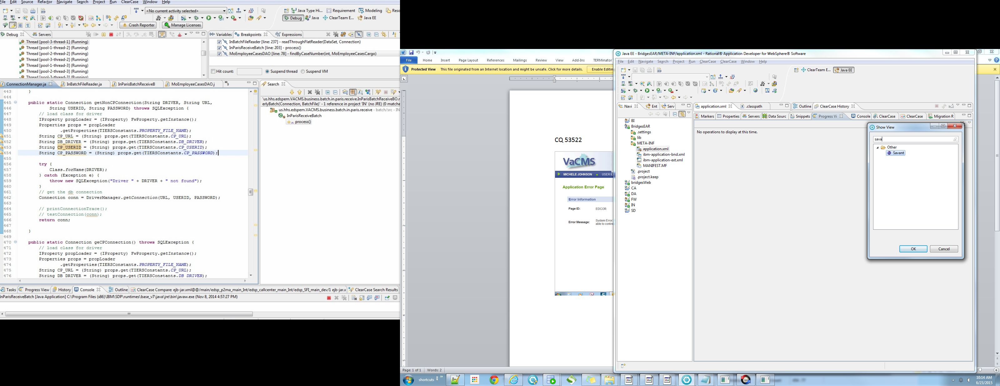 File Edit Source Refactor Navigate Search Project Run ClearCase Window Help
<No current activity selected>
Java Type Hi... Requirement Modeling Reso
Debug Java ClearTeam E... Java EE
Crash Reporter Manage Licenses
Debug Servers
Thread [pool-3-thread-1] (Running)
Thread [pool-1-thread-2] (Running)
Thread [pool-2-thread-2] (Running)
Thread [pool-3-thread-2] (Running)
Thread [pool-1-thread-3] (Running)
Thread [pool-2-thread-3] (Running)
Thread [pool-3-thread-3] (Running)
(x)= Variables Breakpoints Expressions
InBatchFileReader [line: 237] - readThroughFlatReader(DataSet, Connection)
InParisReceiveBatch [line: 203] - process()
MoEmployeeCasesDAO [line: 78] - findByCaseNumber(int, MoEmployeeCasesCargo)
Hit count: Suspend thread Suspend VM
ConnectionManager.ja InBatchFileReader.ja InParisBatchReceiveB MoEmployeeCasesDAO.j »9
443 }
444
445 public static Connection getNonCPConnection(String DRIVER, String URL,
446 String USERID, String PASSWORD) throws SQLException {
447 // load class for driver
448 IProperty propLoader = (IProperty) FwProperty.getInstance();
449 Properties props = propLoader
450 .getProperties(TIERSConstants.PROPERTY_FILE_NAME);
451 String CP_URL = (String) props.get(TIERSConstants.CP_URL);
452 String DB_DRIVER = (String) props.get(TIERSConstants.DB_DRIVER);
453 String CP_USERID = (String) props.get(TIERSConstants.CP_USERID);
454 String CP_PASSWORD = (String) props.get(TIERSConstants.CP_PASSWORD);
455
456 try {
457 Class.forName(DRIVER);
458 } catch (Exception e) {
459 throw new SQLException("Driver " + DRIVER + " not found");
460 }
461 // get the db connection
462 Connection conn = DriverManager.getConnection(URL, USERID, PASSWORD);
463
464 // printConnectionTrace();
465 // testConnection(conn);
466 return conn;
467
468 }
469
470 public static Connection geCPConnection() throws SQLException {
471 // load class for driver
472 IProperty propLoader = (IProperty) FwProperty.getInstance();
473 Properties props = propLoader
474 .getProperties(TIERSConstants.PROPERTY_FILE_NAME);
475 String CP_URL = (String) props.get(TIERSConstants.CP_URL);
476 String DB_DRIVER = (String) props.get(TIERSConstants.DB_DRIVER);
Search
'us.hhs.edspem.VACMS.business.batch.in.paris.receive.InParisReceiveBO.r
erlyBatch(Connection, BatchFile)' - 1 reference in project 'IN' (no JRE) (0 matche
us.hhs.edspem.VACMS.business.batch.in.paris.receive - batch/src - IN
InParisReceiveBatch
process()
Tasks Progress View History Console Outline ClearCase Compare: ejb-jar.xml@@/main/edsp_p2ma_main_Int/edsp_callcenter_main_Int/edsp_SFI_main_dev/1 ejb-jar.x ClearCase Search Results
InParisReceiveBatch [Java Application] C:\Program Files (x86)\IBM\SDP\runtimes\base_v7\java\jre\bin\javaw.exe (Nov 8, 2014 4:57:27 PM)
File Home Insert Page Layout References Mailings Review View Add-Ins TERMinator
Protected View This file originated from an Internet location and might be unsafe. Click for more details. Enable Editin
CQ 53522
VaCMS
MICHELE JOHNSON USER ID
Application Error Page
Error Information
Page ID: EDCOR
Error Message: System Error;
able to contin
Page: 1 of 1 Words: 2
Java EE - BridgesEAR/META-INF/application.xml - Rational® Application Developer for WebSphere® Software
File Edit Navigate Search Project Run ClearCase ClearCase Window Help
ClearTeam E... Java EE
Navi Ent Serv
BI
BridgesEAR
.settings
lib
META-INF
application.xml
ibm-application-bnd.xml
ibm-application-ext.xml
MANIFEST.MF
.project
.project.keep
bridgesWeb
CA
DA
FW
IN
SD
application.xml .classpath Outline ClearCase History
Markers Properties Servers Data Sourc Snippets Progress Vi Console ClearCase ClearCase Migration R
No operations to display at this time.
Show View
sava
Other
Savant
OK Cancel
shortcuts
10:14 AM
6/23/2015